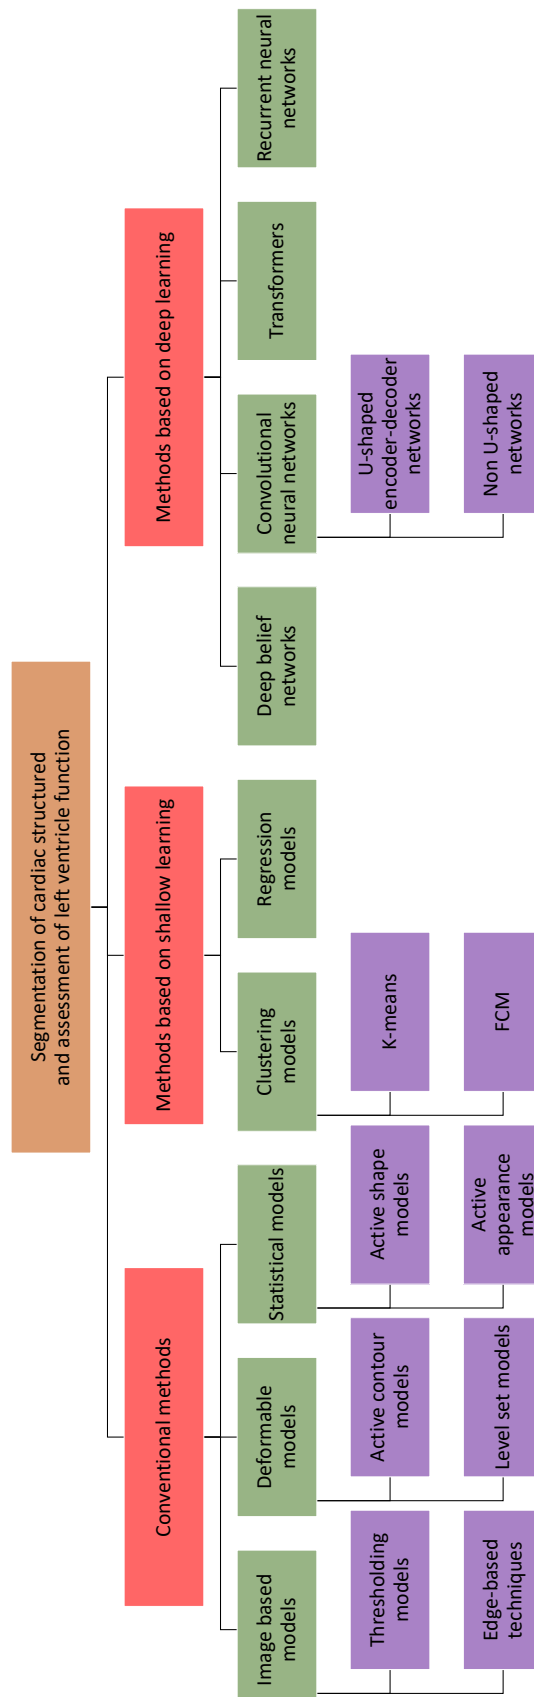 Segmentation of cardiac structured
and assessment of left ventricle function
Conventional methods
Methods based on shallow learning
Methods based on deep learning
Image based
models
Deformable
models
Statistical models
Clustering
models
Regression
models
Deep belief
networks
Convolutional
neural networks
Transformers
Recurrent neural
networks
Thresholding
models
Active contour
models
Active shape
models
K-means
U-shaped
encoder-decoder
networks
Edge-based
techniques
Level set models
Active
appearance
models
FCM
Non U-shaped
networks